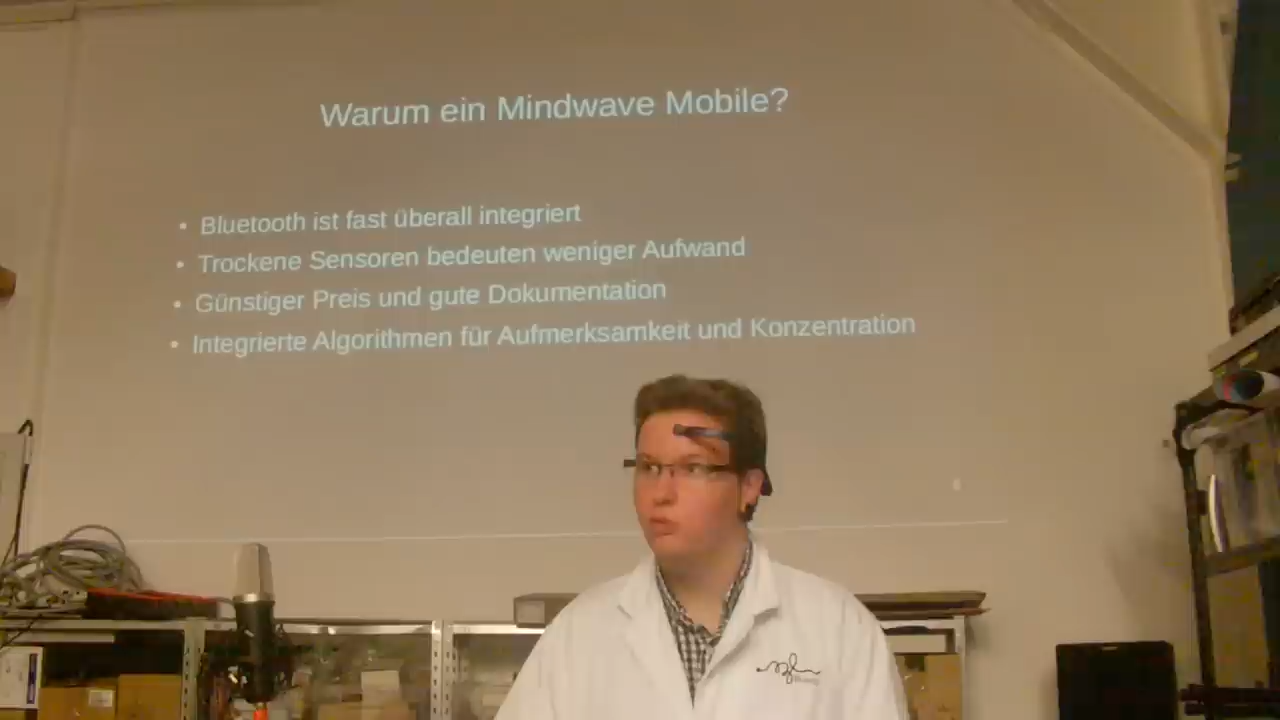 Warum ein Mindwave Mobile?
• Bluetooth ist fast überall integriert
• Trockene Sensoren bedeuten weniger Aufwand
• Günstiger Preis und gute Dokumentation
• Integrierte Algorithmen für Aufmerksamkeit und Konzentration